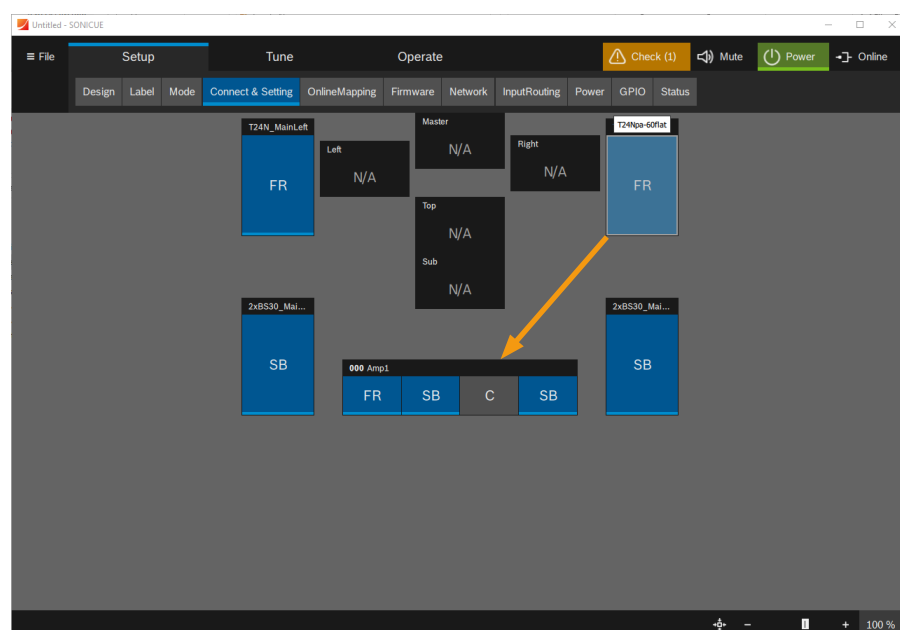 Untitled - SONICUE
≡ File
Setup
Tune
Operate
Check (1)
Mute
Power
Online
Design
Label
Mode
Connect & Setting
OnlineMapping
Firmware
Network
InputRouting
Power
GPIO
Status
T24N_MainLeft
FR
Left
N/A
Master
N/A
Right
N/A
T24Npa-60flat
FR
Top
N/A
Sub
N/A
2xBS30_Mai...
SB
000 Amp1
FR
SB
C
SB
2xBS30_Mai...
SB
100 %